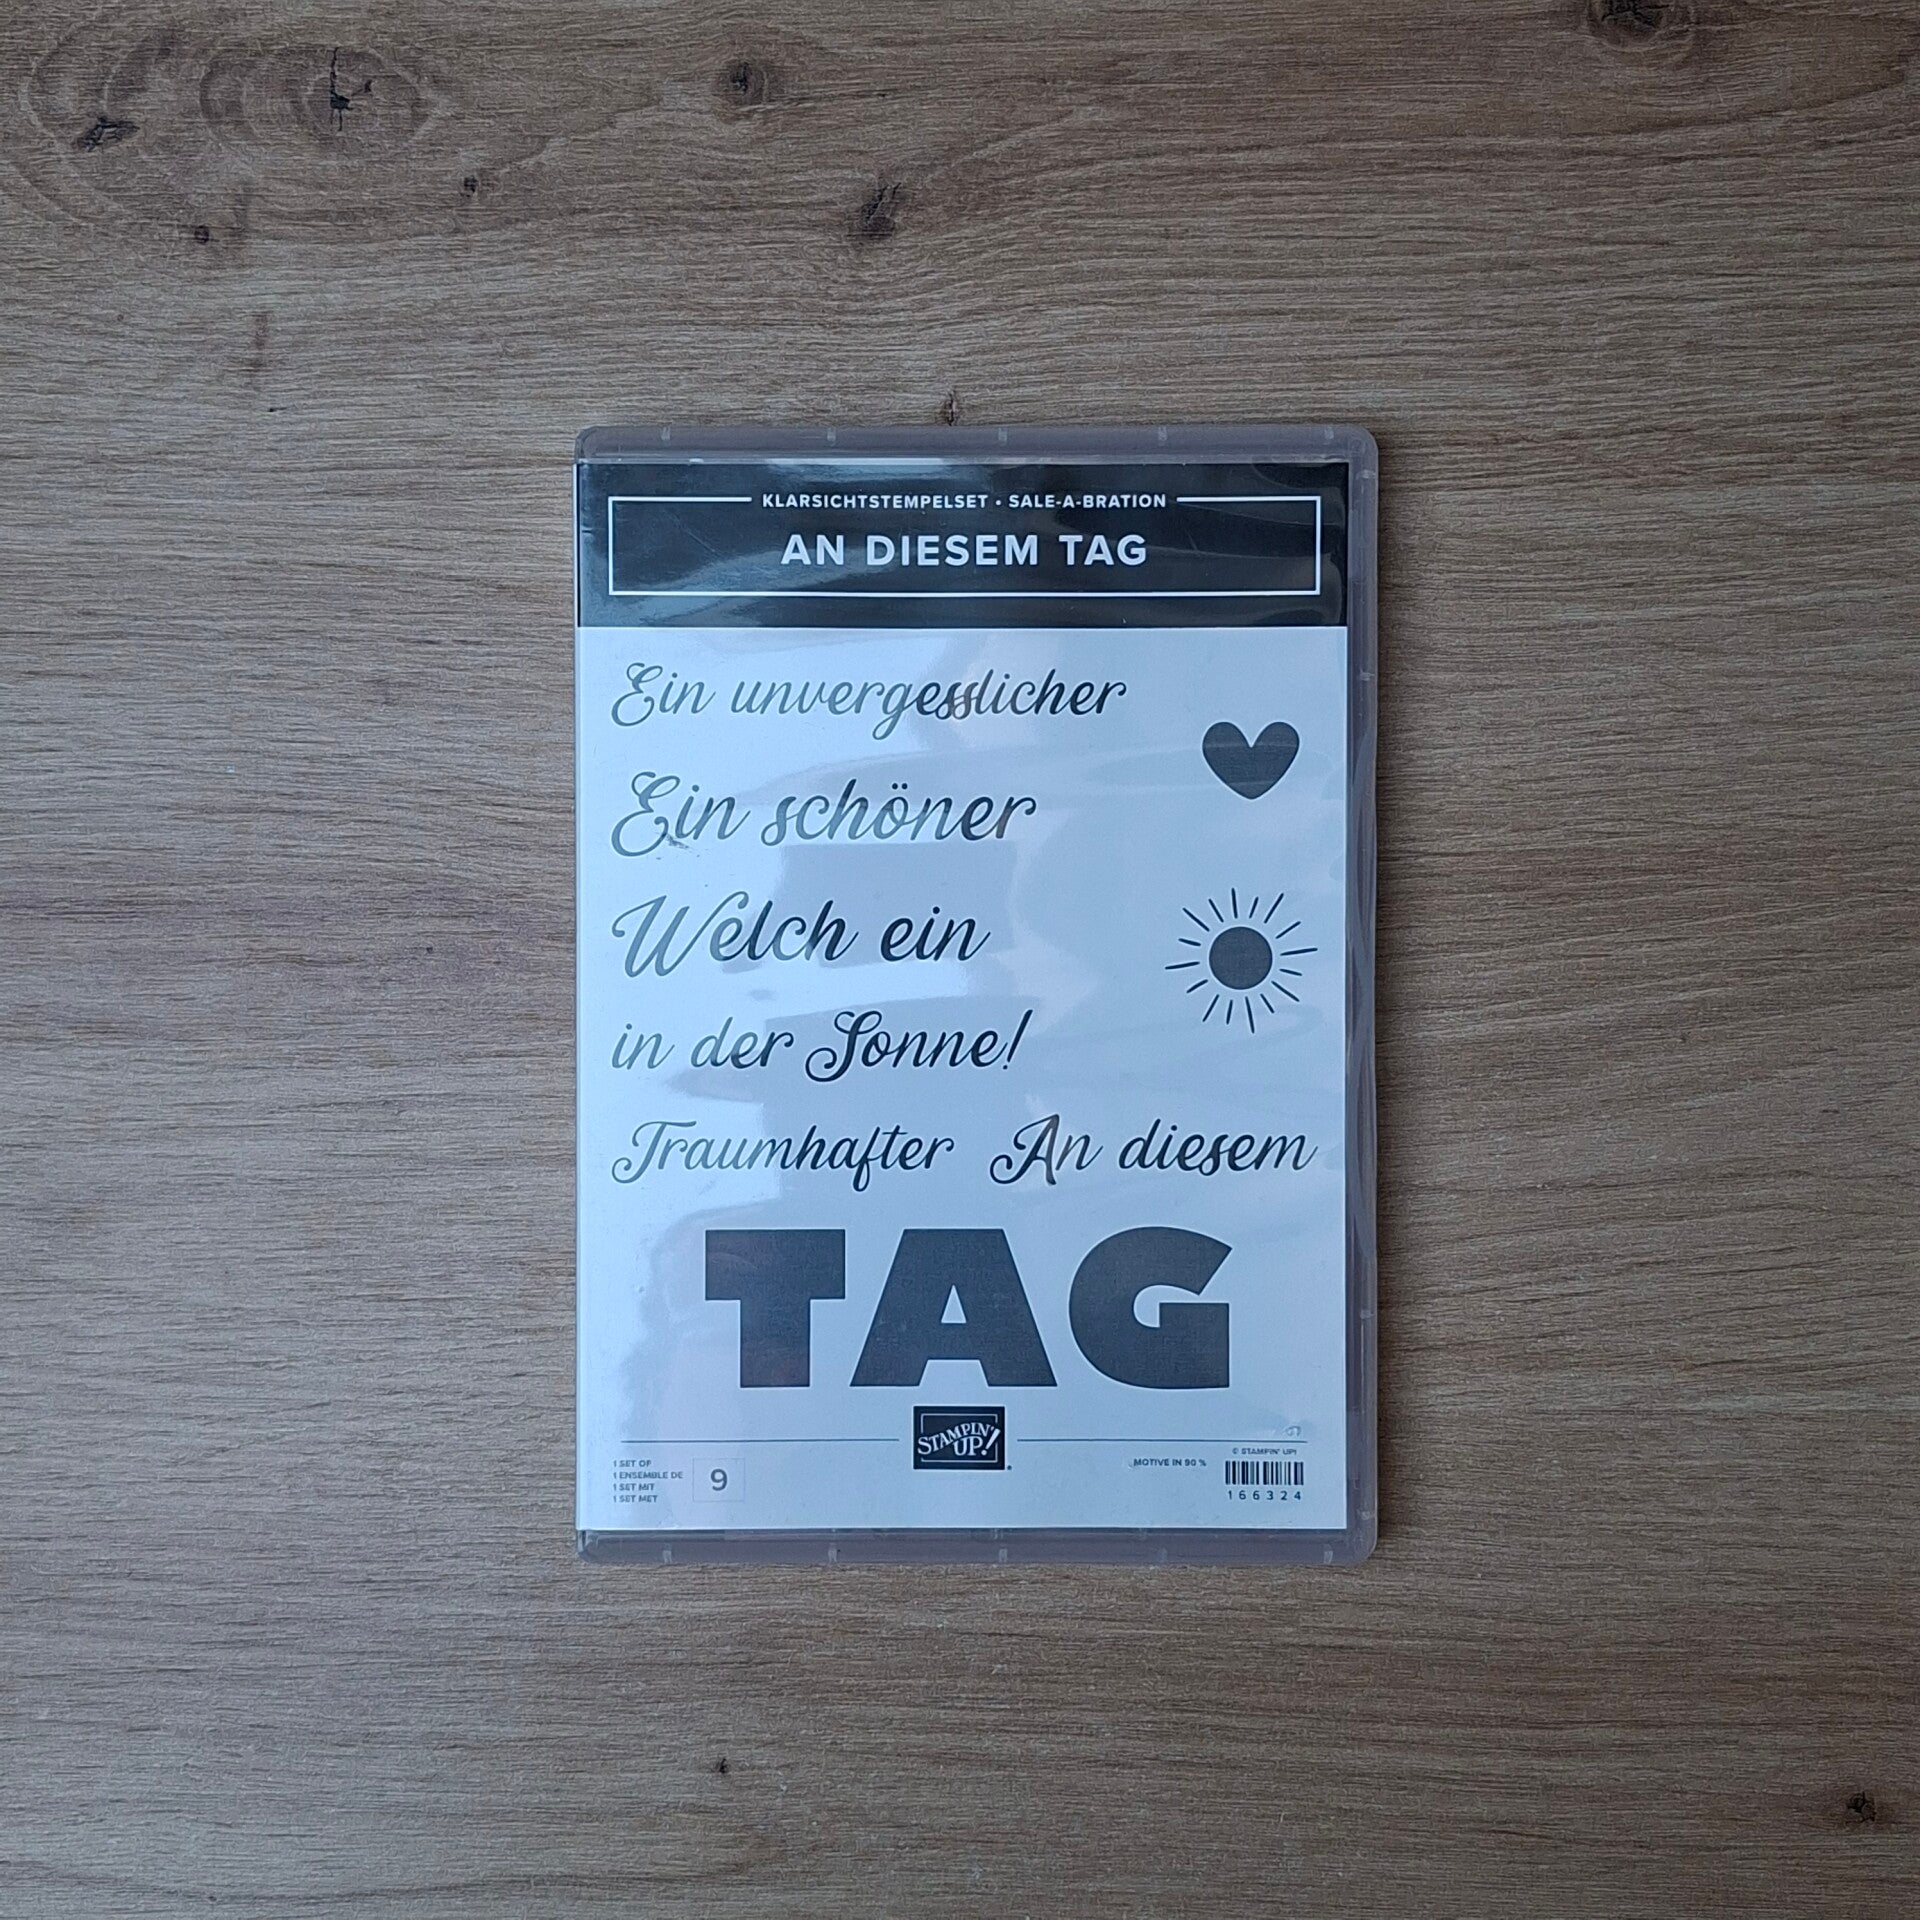 KLARSICHTSTEMPELSET • SALE-A-BRATION
AN DIESEM TAG
Ein unvergesslicher
Ein schöner
Welch ein
in der Sonne!
Traumhafter An diesem
TAG
STAMPIN' UP!®
1 SET OF
1 ENSEMBLE DE
1 SET MIT
1 SET MET
9
MOTIVE IN 90 %
© STAMPIN' UP!
166324